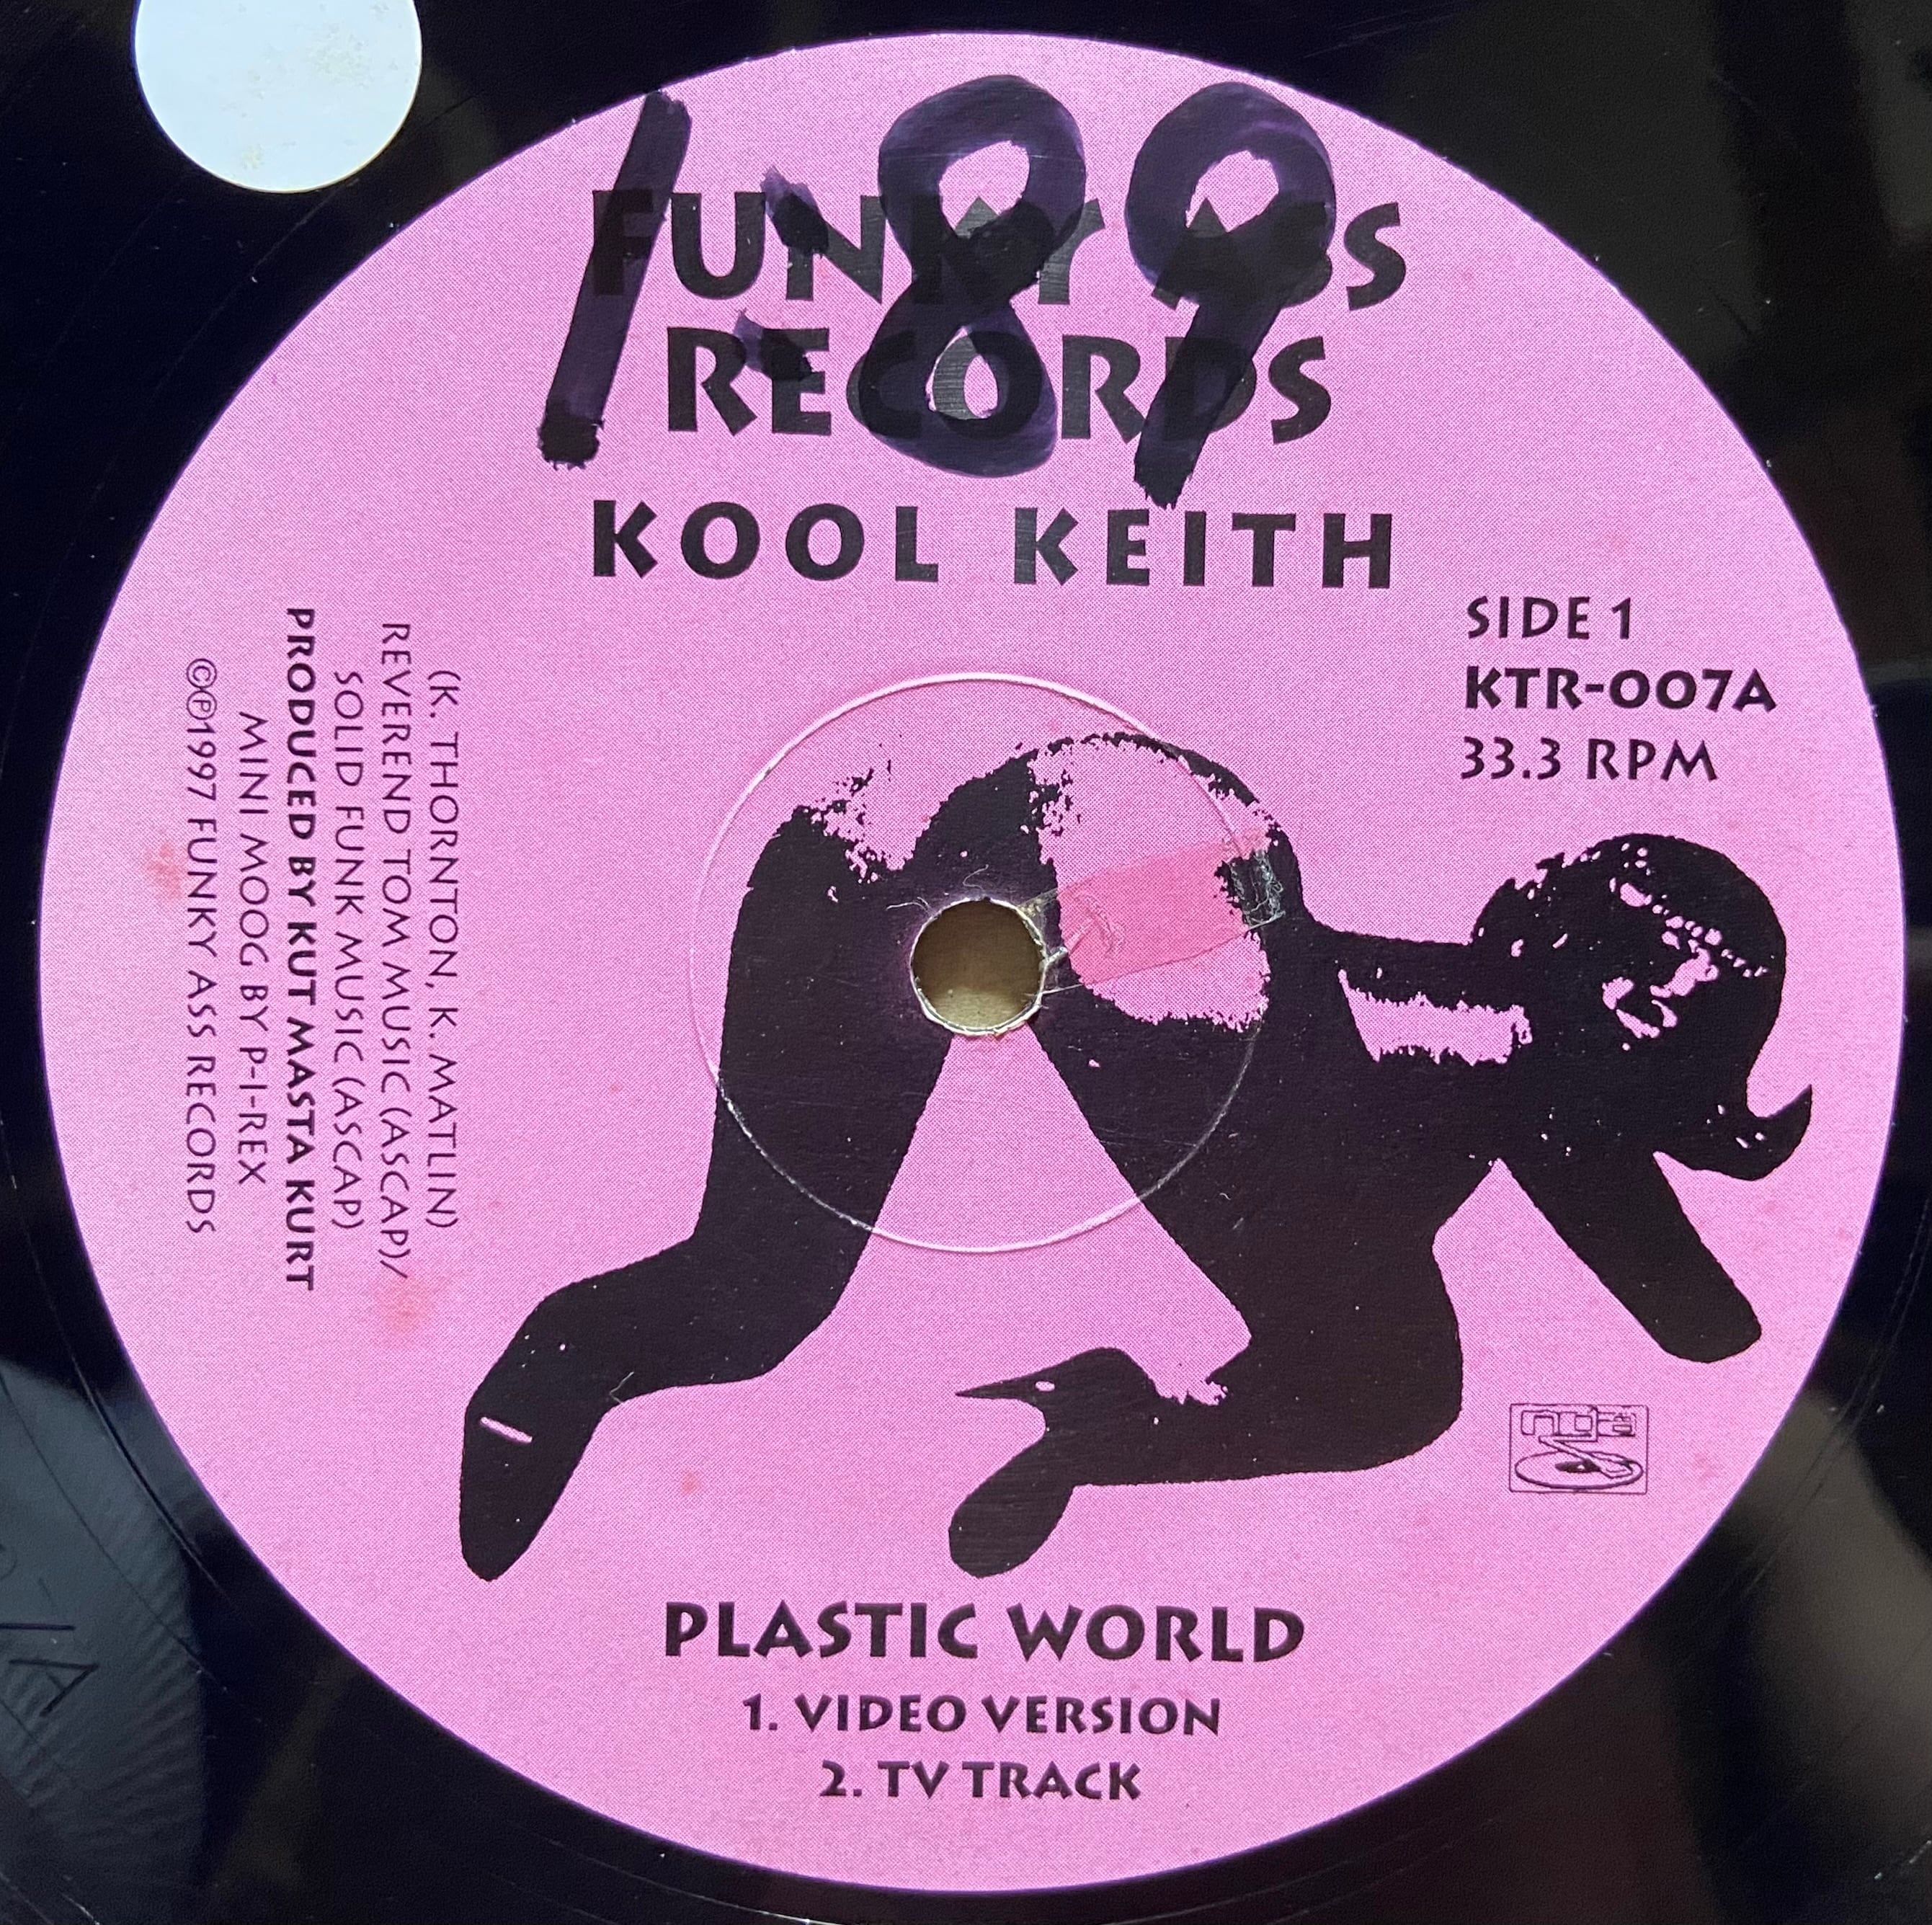 1:89
FUNKY ASS
RECORDS
KOOL KEITH
SIDE 1
KTR-007A
33.3 RPM
(K. THORNTON, K. MATLIN)
REVEREND TOM MUSIC (ASCAP)/
SOLID FUNK MUSIC (ASCAP)
PRODUCED BY KUT MASTA KURT
MINI MOOG BY P-I-REX
©℗1997 FUNKY ASS RECORDS
PLASTIC WORLD
1. VIDEO VERSION
2. TV TRACK